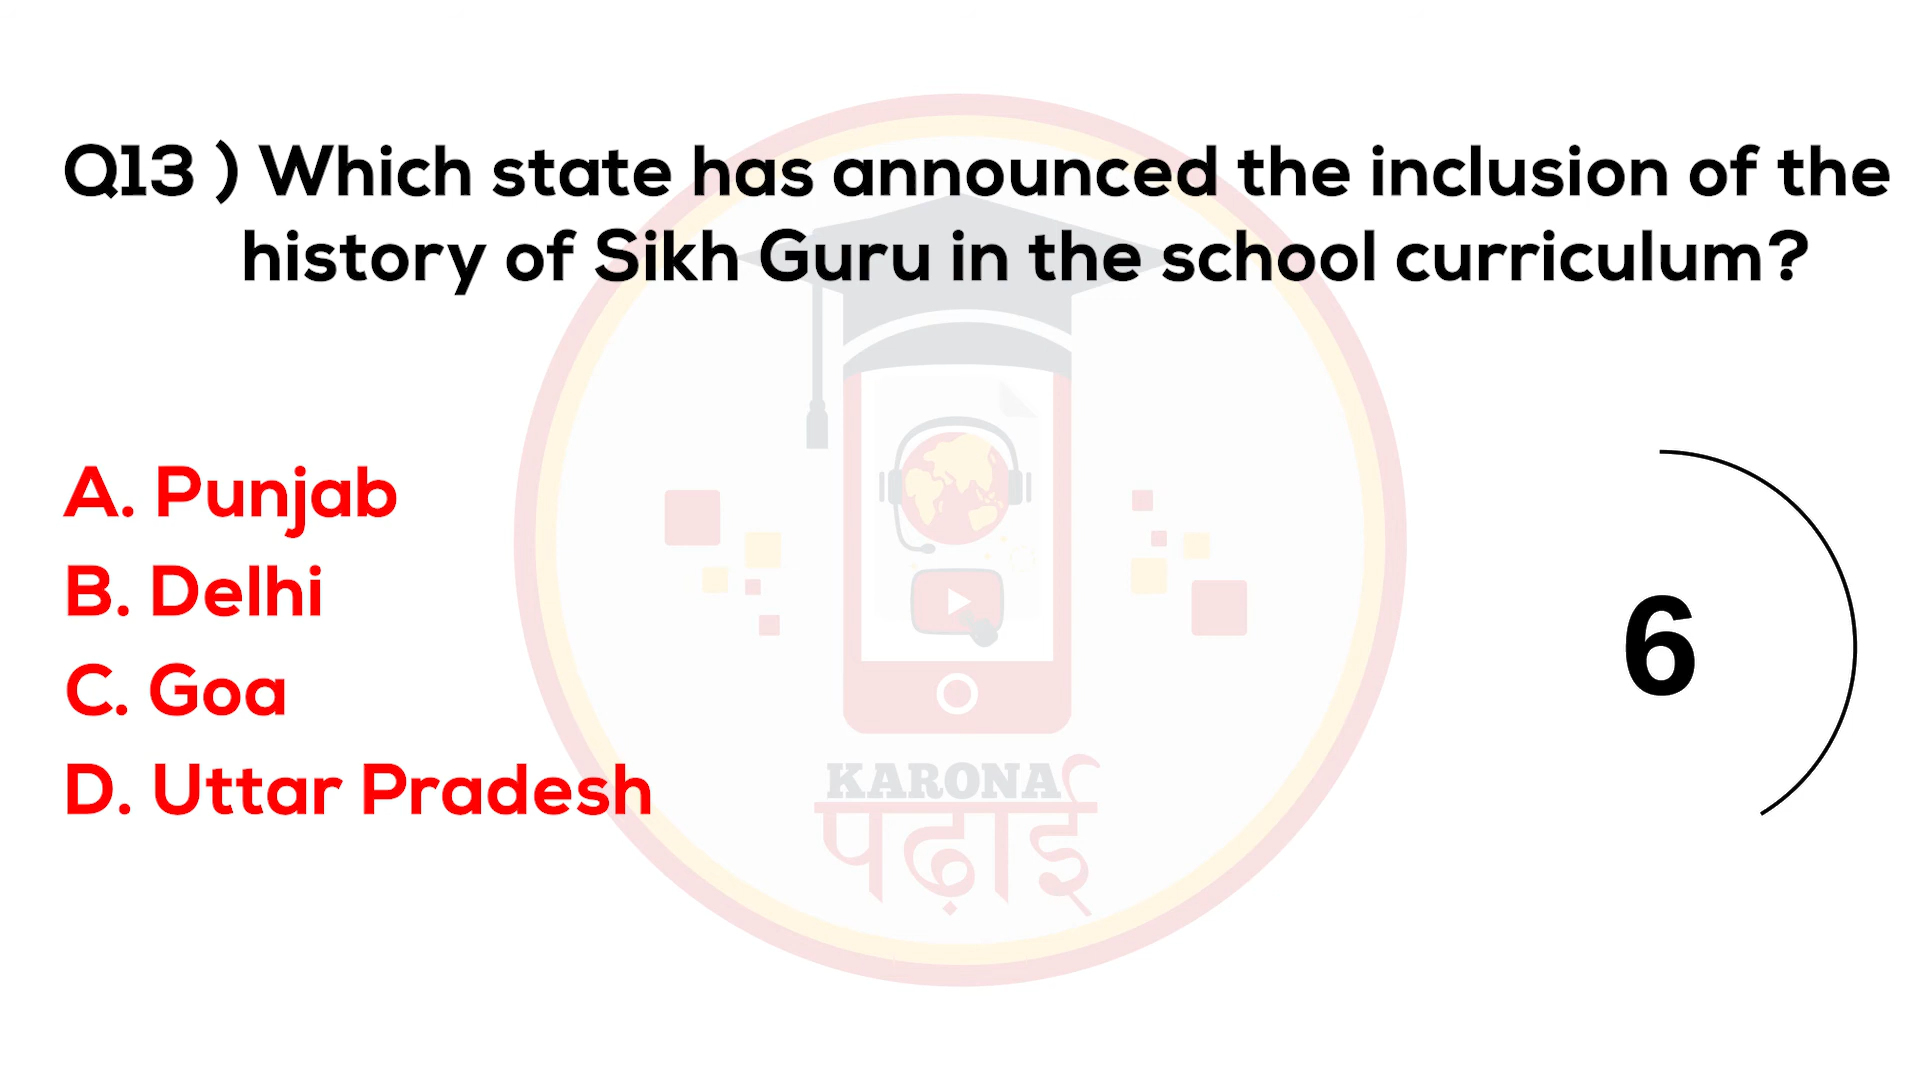 Q13 ) Which state has announced the inclusion of the
history of Sikh Guru in the school curriculum?
A. Punjab
B. Delhi
C. Goa
D. Uttar Pradesh
6
KARONA
पढ़ाई